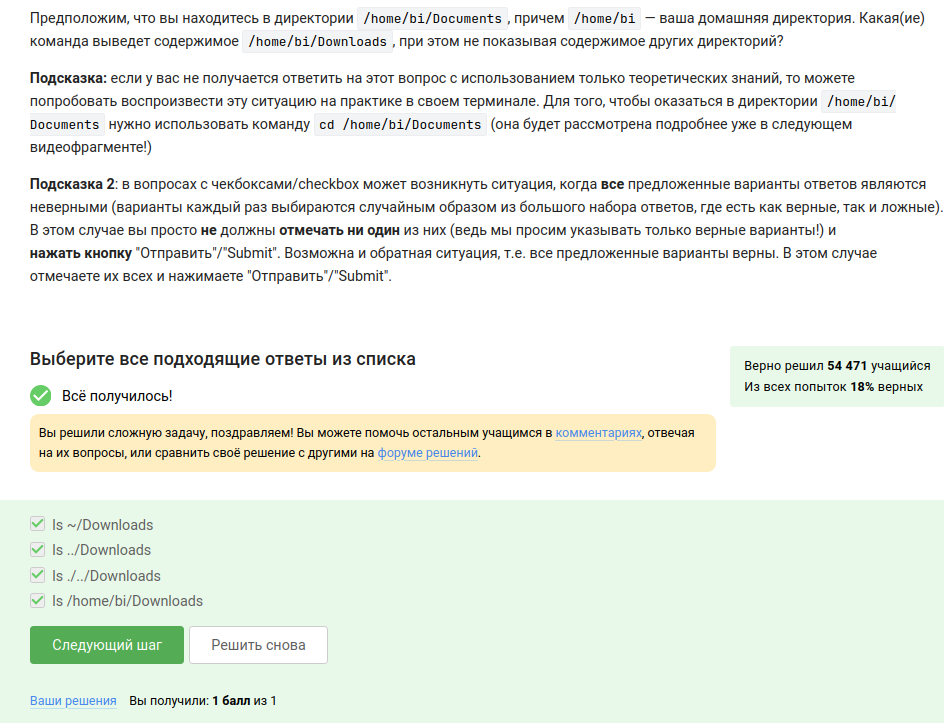 Предположим, что вы находитесь в директории /home/bi/Documents , причем /home/bi — ваша домашняя директория. Какая(ие)
команда выведет содержимое /home/bi/Downloads , при этом не показывая содержимое других директорий?
Подсказка: если у вас не получается ответить на этот вопрос с использованием только теоретических знаний, то можете
попробовать воспроизвести эту ситуацию на практике в своем терминале. Для того, чтобы оказаться в директории /home/bi/
Documents нужно использовать команду cd /home/bi/Documents (она будет рассмотрена подробнее уже в следующем
видеофрагменте!)
Подсказка 2: в вопросах с чекбоксами/checkbox может возникнуть ситуация, когда все предложенные варианты ответов являются
неверными (варианты каждый раз выбираются случайным образом из большого набора ответов, где есть как верные, так и ложные).
В этом случае вы просто не должны отмечать ни один из них (ведь мы просим указывать только верные варианты!) и
нажать кнопку "Отправить"/"Submit". Возможна и обратная ситуация, т.е. все предложенные варианты верны. В этом случае
отмечаете их всех и нажимаете "Отправить"/"Submit".
Выберите все подходящие ответы из списка
Верно решил 54 471 учащийся
Из всех попыток 18% верных
Всё получилось!
Вы решили сложную задачу, поздравляем! Вы можете помочь остальным учащимся в комментариях, отвечая
на их вопросы, или сравнить своё решение с другими на форуме решений.
ls ~/Downloads
ls ../Downloads
ls ./../Downloads
ls /home/bi/Downloads
Следующий шаг
Решить снова
Ваши решения Вы получили: 1 балл из 1